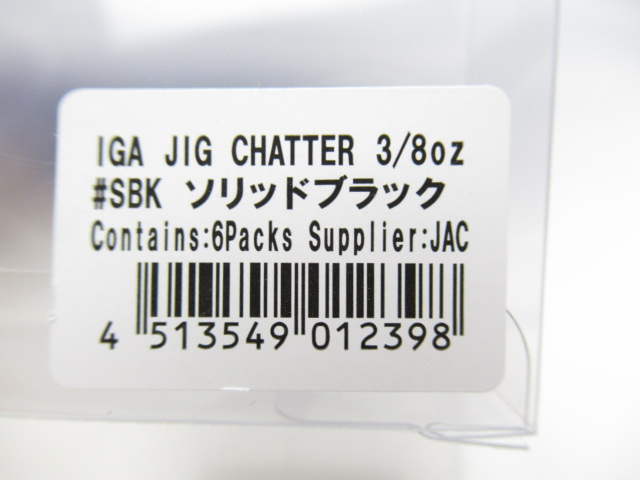 IGA JIG CHATTER 3/8oz
#SBK ソリッドブラック
Contains:6Packs Supplier:JAC
4 513549 012398